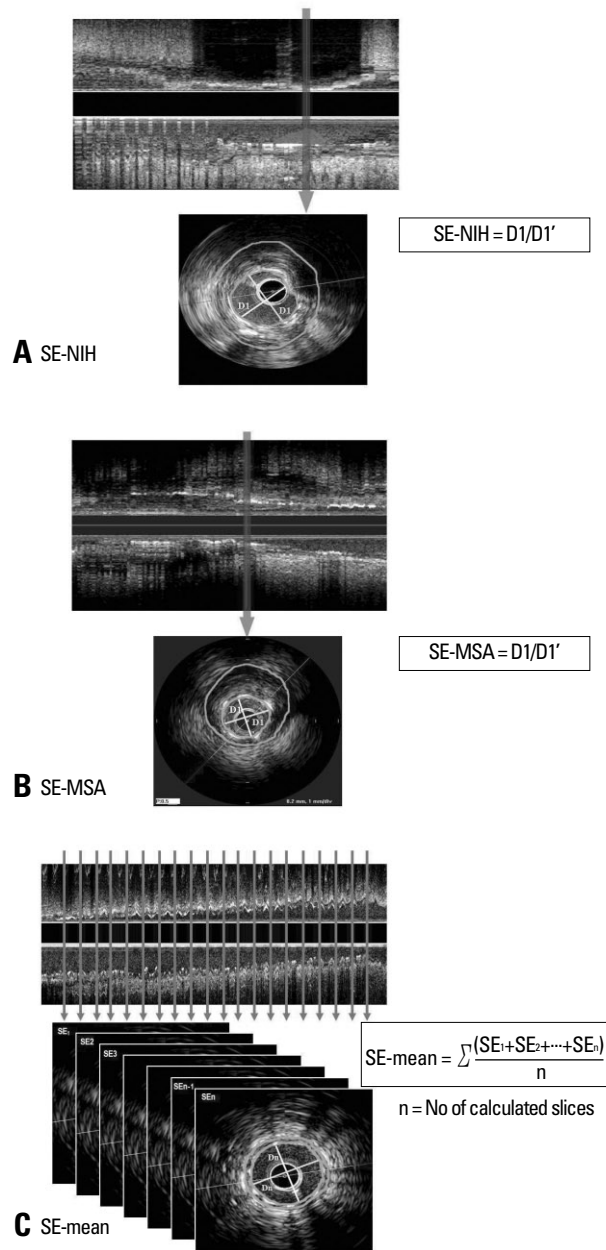 SE-NIH = D1/D1′
D1
D1
A SE-NIH
SE-MSA = D1/D1′
D1
D1
B SE-MSA
P:0.5
8.2 mm, 1 mm/div
SE1
SE2
SE3
SEn-1
SEn
SE-mean = ∑ (SE1+SE2+···+SEn)
n
n = No of calculated slices
Dn
Dn
C SE-mean